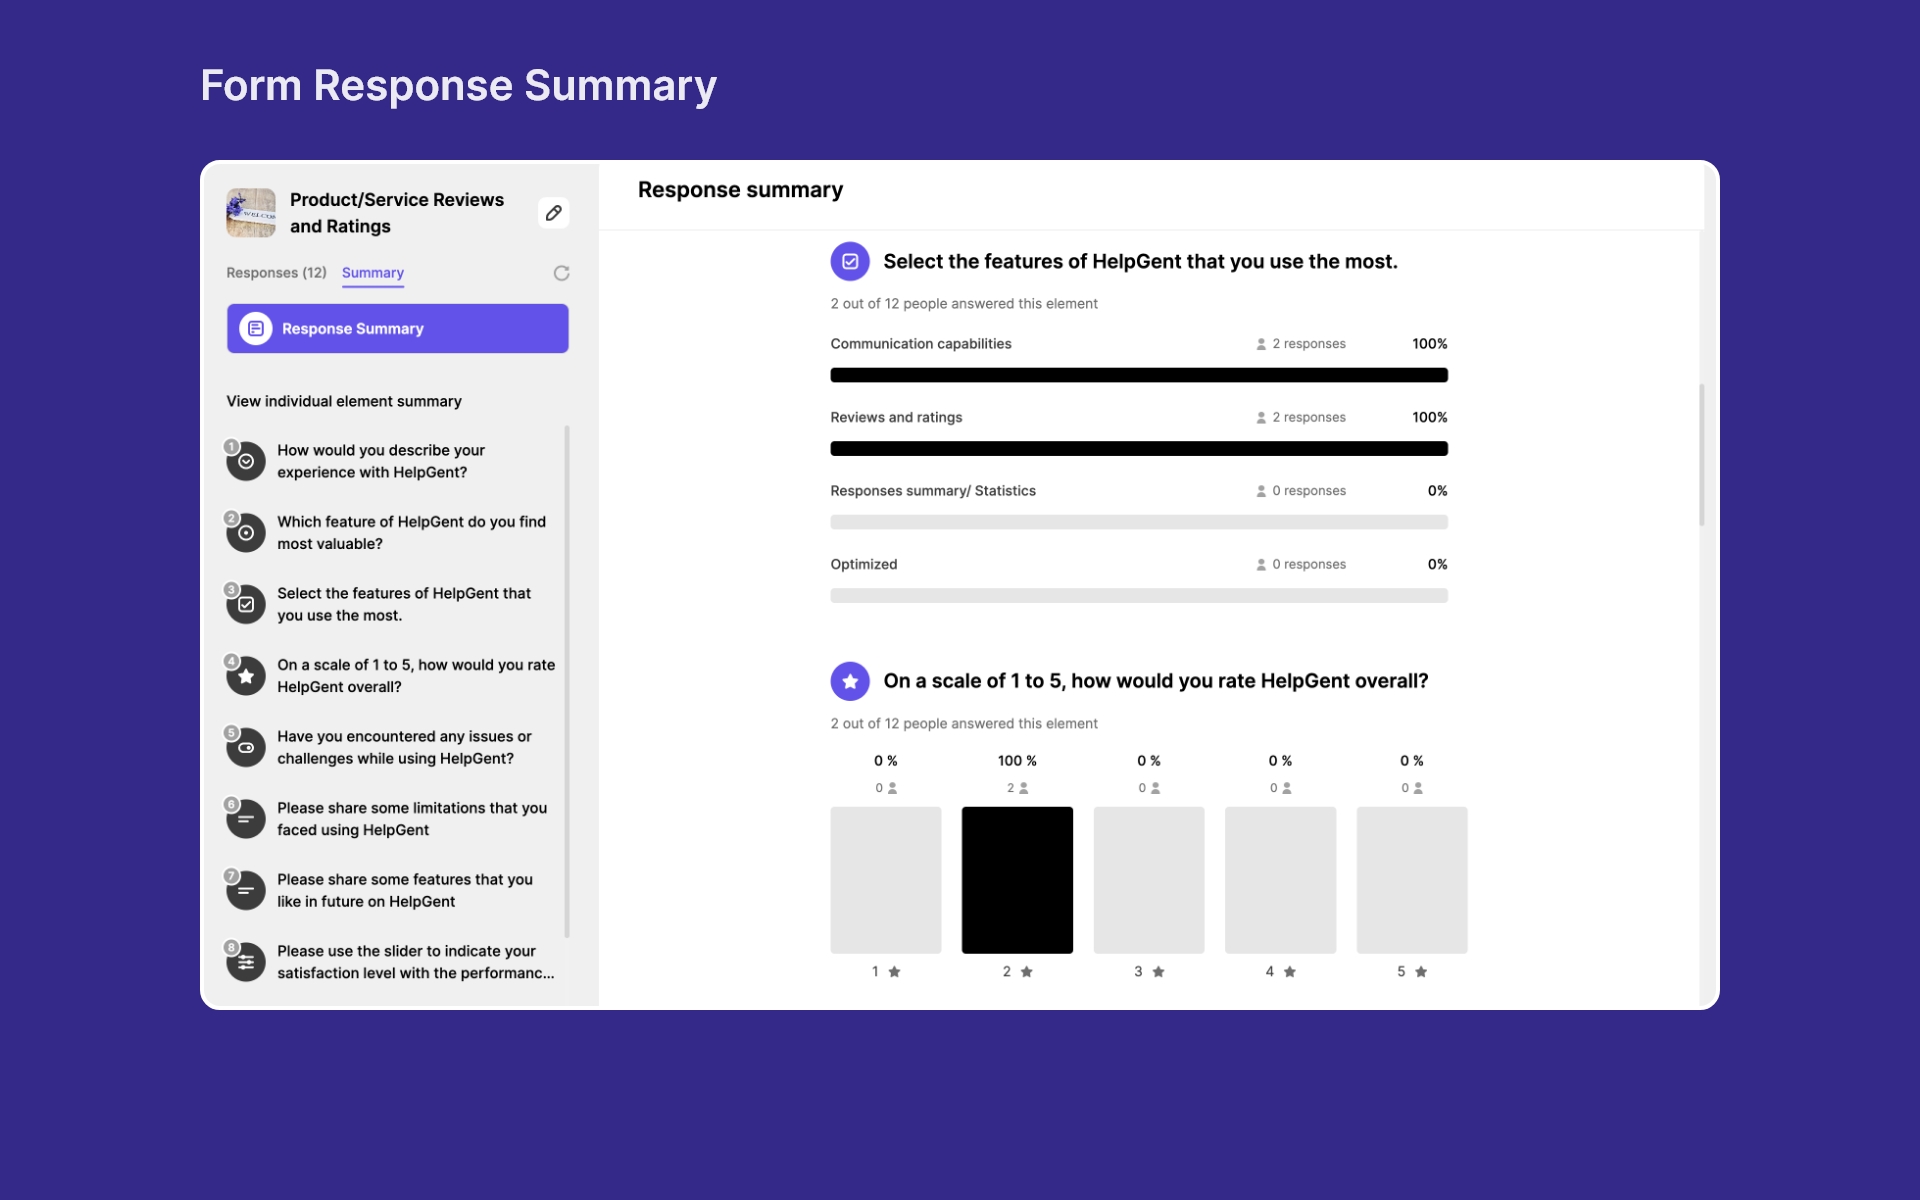 Form Response Summary
WELCOM
Product/Service Reviews
and Ratings
Responses (12) Summary
Response Summary
View individual element summary
1
How would you describe your
experience with HelpGent?
2
Which feature of HelpGent do you find
most valuable?
3
Select the features of HelpGent that
you use the most.
4
On a scale of 1 to 5, how would you rate
HelpGent overall?
5
Have you encountered any issues or
challenges while using HelpGent?
6
Please share some limitations that you
faced using HelpGent
7
Please share some features that you
like in future on HelpGent
8
Please use the slider to indicate your
satisfaction level with the performanc...
Response summary
Select the features of HelpGent that you use the most.
2 out of 12 people answered this element
Communication capabilities 2 responses 100%
Reviews and ratings 2 responses 100%
Responses summary/ Statistics 0 responses 0%
Optimized 0 responses 0%
On a scale of 1 to 5, how would you rate HelpGent overall?
2 out of 12 people answered this element
0 % 100 % 0 % 0 % 0 %
0 2 0 0 0
1 2 3 4 5